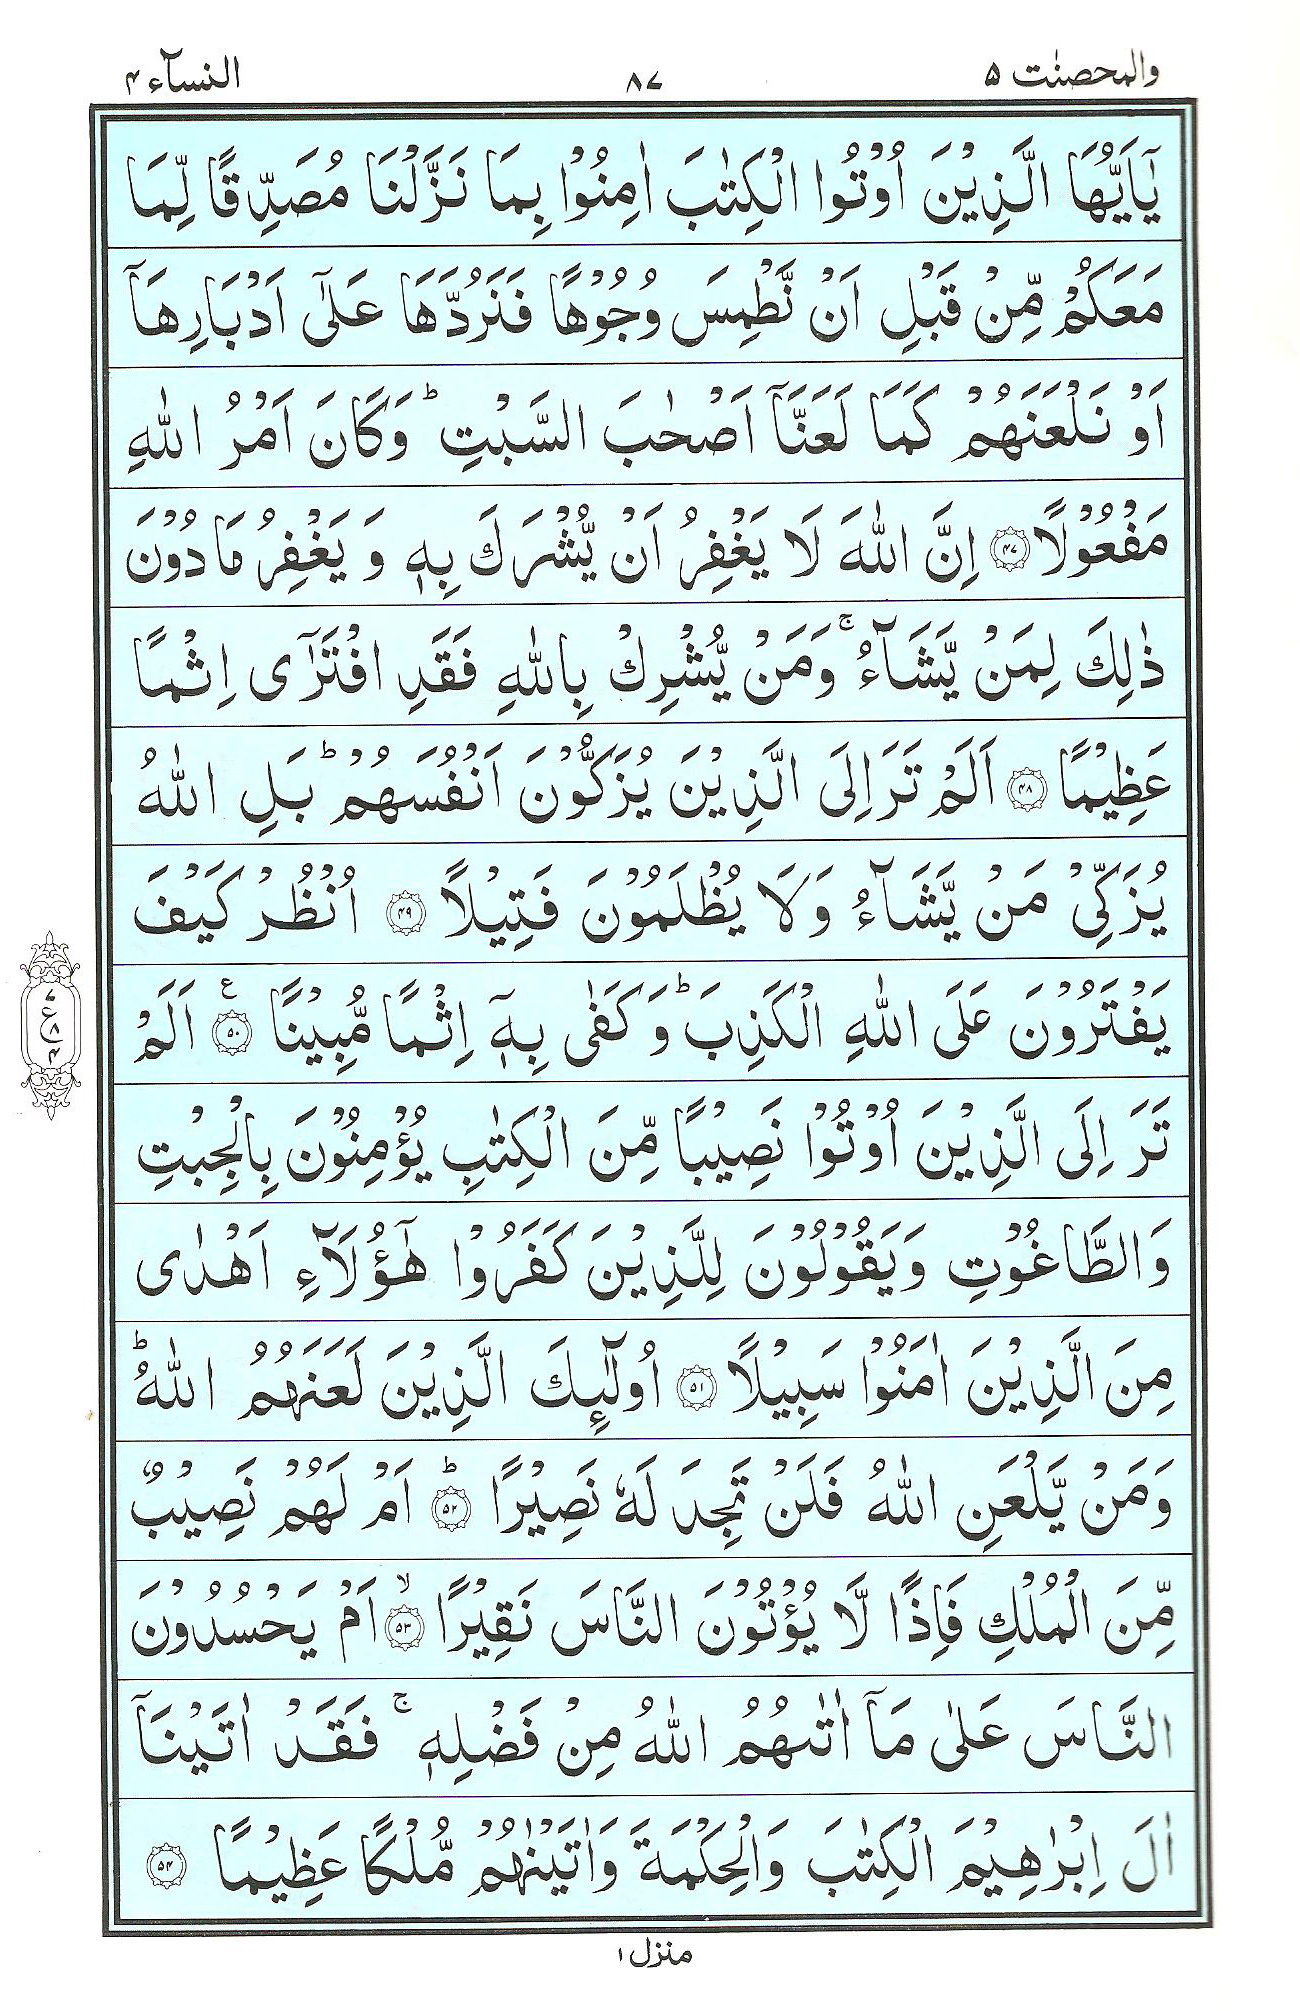 والمحصنٰت ۵ ۸۷ النسآء ۴
يٰۤاَيُّهَا الَّذِيْنَ اُوْتُوا الْكِتٰبَ اٰمِنُوْا بِمَا نَزَّلْنَا مُصَدِّقًا لِّمَا
مَعَكُمْ مِّنْ قَبْلِ اَنْ نَّطْمِسَ وُجُوْهًا فَنَرُدَّهَا عَلٰٓى اَدْبَارِهَاۤ
اَوْ نَلْعَنَهُمْ كَمَا لَعَنَّاۤ اَصْحٰبَ السَّبْتِ ؕ وَكَانَ اَمْرُ اللّٰهِ
مَفْعُوْلًا ۝۴۷ اِنَّ اللّٰهَ لَا يَغْفِرُ اَنْ يُّشْرَكَ بِهٖ وَ يَغْفِرُ مَا دُوْنَ
ذٰلِكَ لِمَنْ يَّشَآءُ ۚ وَمَنْ يُّشْرِكْ بِاللّٰهِ فَقَدِ افْتَرٰۤى اِثْمًا
عَظِيْمًا ۝۴۸ اَلَمْ تَرَ اِلَى الَّذِيْنَ يُزَكُّوْنَ اَنْفُسَهُمْ ؕ بَلِ اللّٰهُ
يُزَكِّىْ مَنْ يَّشَآءُ وَلَا يُظْلَمُوْنَ فَتِيْلًا ۝۴۹ اُنْظُرْ كَيْفَ
يَفْتَرُوْنَ عَلَى اللّٰهِ الْكَذِبَ ؕ وَكَفٰى بِهٖۤ اِثْمًا مُّبِيْنًا ۝۵۰ ع اَلَمْ
تَرَ اِلَى الَّذِيْنَ اُوْتُوْا نَصِيْبًا مِّنَ الْكِتٰبِ يُؤْمِنُوْنَ بِالْجِبْتِ
وَالطَّاغُوْتِ وَيَقُوْلُوْنَ لِلَّذِيْنَ كَفَرُوْا هٰۤؤُلَآءِ اَهْدٰى
مِنَ الَّذِيْنَ اٰمَنُوْا سَبِيْلًا ۝۵۱ اُولٰٓئِكَ الَّذِيْنَ لَعَنَهُمُ اللّٰهُ ؕ
وَمَنْ يَّلْعَنِ اللّٰهُ فَلَنْ تَجِدَ لَهٗ نَصِيْرًا ؕ ۝۵۲ اَمْ لَهُمْ نَصِيْبٌ
مِّنَ الْمُلْكِ فَاِذًا لَّا يُؤْتُوْنَ النَّاسَ نَقِيْرًا ۙ ۝۵۳ اَمْ يَحْسُدُوْنَ
النَّاسَ عَلٰى مَاۤ اٰتٰىهُمُ اللّٰهُ مِنْ فَضْلِهٖ ۚ فَقَدْ اٰتَيْنَاۤ
اٰلَ اِبْرٰهِيْمَ الْكِتٰبَ وَالْحِكْمَةَ وَاٰتَيْنٰهُمْ مُّلْكًا عَظِيْمًا ۝۵۴
۷ ع ۸ ۴
منزل ۱